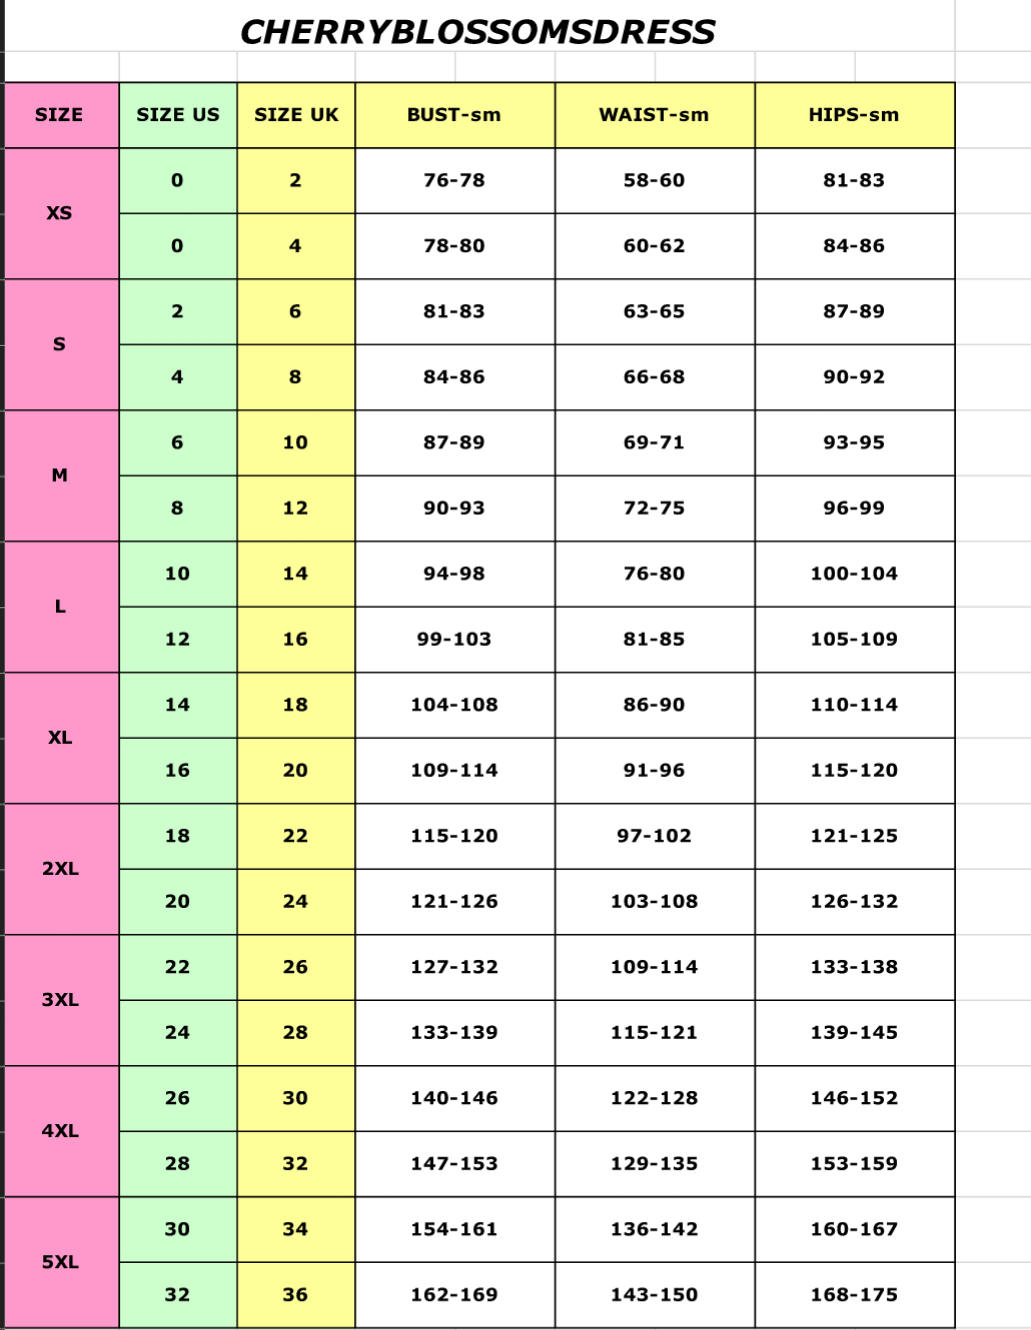 CHERRYBLOSSOMSDRESS
SIZE SIZE US SIZE UK BUST-sm WAIST-sm HIPS-sm
XS
0 2 76-78 58-60 81-83
0 4 78-80 60-62 84-86
S
2 6 81-83 63-65 87-89
4 8 84-86 66-68 90-92
M
6 10 87-89 69-71 93-95
8 12 90-93 72-75 96-99
L
10 14 94-98 76-80 100-104
12 16 99-103 81-85 105-109
XL
14 18 104-108 86-90 110-114
16 20 109-114 91-96 115-120
2XL
18 22 115-120 97-102 121-125
20 24 121-126 103-108 126-132
3XL
22 26 127-132 109-114 133-138
24 28 133-139 115-121 139-145
4XL
26 30 140-146 122-128 146-152
28 32 147-153 129-135 153-159
5XL
30 34 154-161 136-142 160-167
32 36 162-169 143-150 168-175